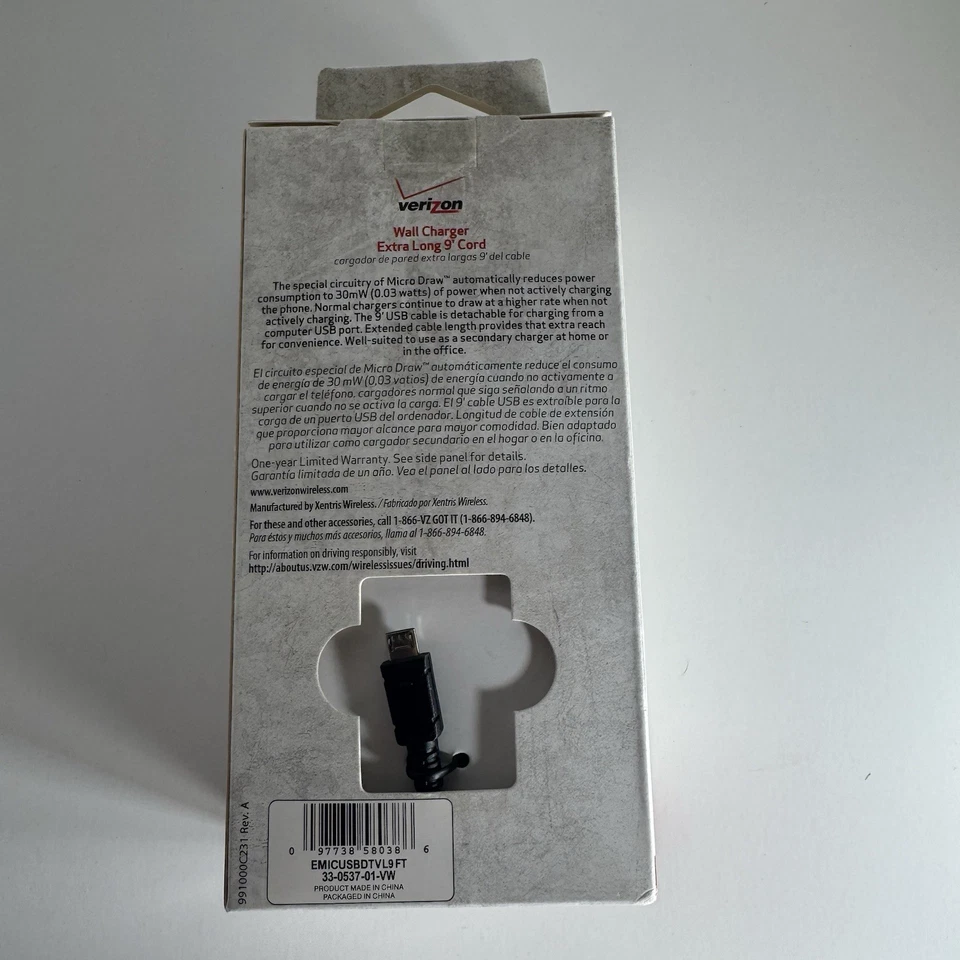 verizon
Wall Charger
Extra Long 9' Cord
cargador de pared extra largas 9' del cable
The special circuitry of Micro Draw™ automatically reduces power
consumption to 30mW (0.03 watts) of power when not actively charging
the phone. Normal chargers continue to draw at a higher rate when not
actively charging. The 9' USB cable is detachable for charging from a
computer USB port. Extended cable length provides that extra reach
for convenience. Well-suited to use as a secondary charger at home or
in the office.
El circuito especial de Micro Draw™ automáticamente reduce el consumo
de energía de 30 mW (0,03 vatios) de energía cuando no activamente a
cargar el teléfono. cargadores normal que siga señalando a un ritmo
superior cuando no se activa la carga. El 9' cable USB es extraíble para la
carga de un puerto USB del ordenador. Longitud de cable de extensión
que proporciona mayor alcance para mayor comodidad. Bien adaptado
para utilizar como cargador secundario en el hogar o en la oficina.
One-year Limited Warranty. See side panel for details.
Garantía limitada de un año. Vea el panel al lado para los detalles.
www.verizonwireless.com
Manufactured by Xentris Wireless. / Fabricado por Xentris Wireless.
For these and other accessories, call 1-866-VZ GOT IT (1-866-894-6848).
Para éstos y muchos más accesorios, llama al 1-866-894-6848.
For information on driving responsibly, visit
http://aboutus.vzw.com/wirelessissues/driving.html
991000C231 Rev. A
0 97738 58038 6
EMICUSBDTVL9FT
33-0537-01-VW
PRODUCT MADE IN CHINA
PACKAGED IN CHINA